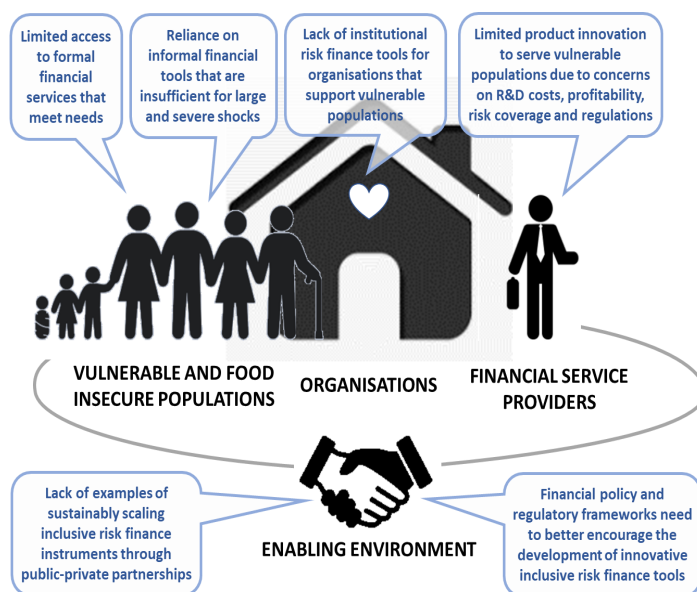 Limited access
to formal
financial
services that
meet needs
Reliance on
informal financial
tools that are
insufficient for large
and severe shocks
Lack of institutional
risk finance tools for
organisations that
support vulnerable
populations
Limited product innovation
to serve vulnerable
populations due to concerns
on R&D costs, profitability,
risk coverage and regulations
VULNERABLE AND FOOD
INSECURE POPULATIONS
ORGANISATIONS
FINANCIAL SERVICE
PROVIDERS
Lack of examples of
sustainably scaling
inclusive risk finance
instruments through
public-private partnerships
ENABLING ENVIRONMENT
Financial policy and
regulatory frameworks need
to better encourage the
development of innovative
inclusive risk finance tools